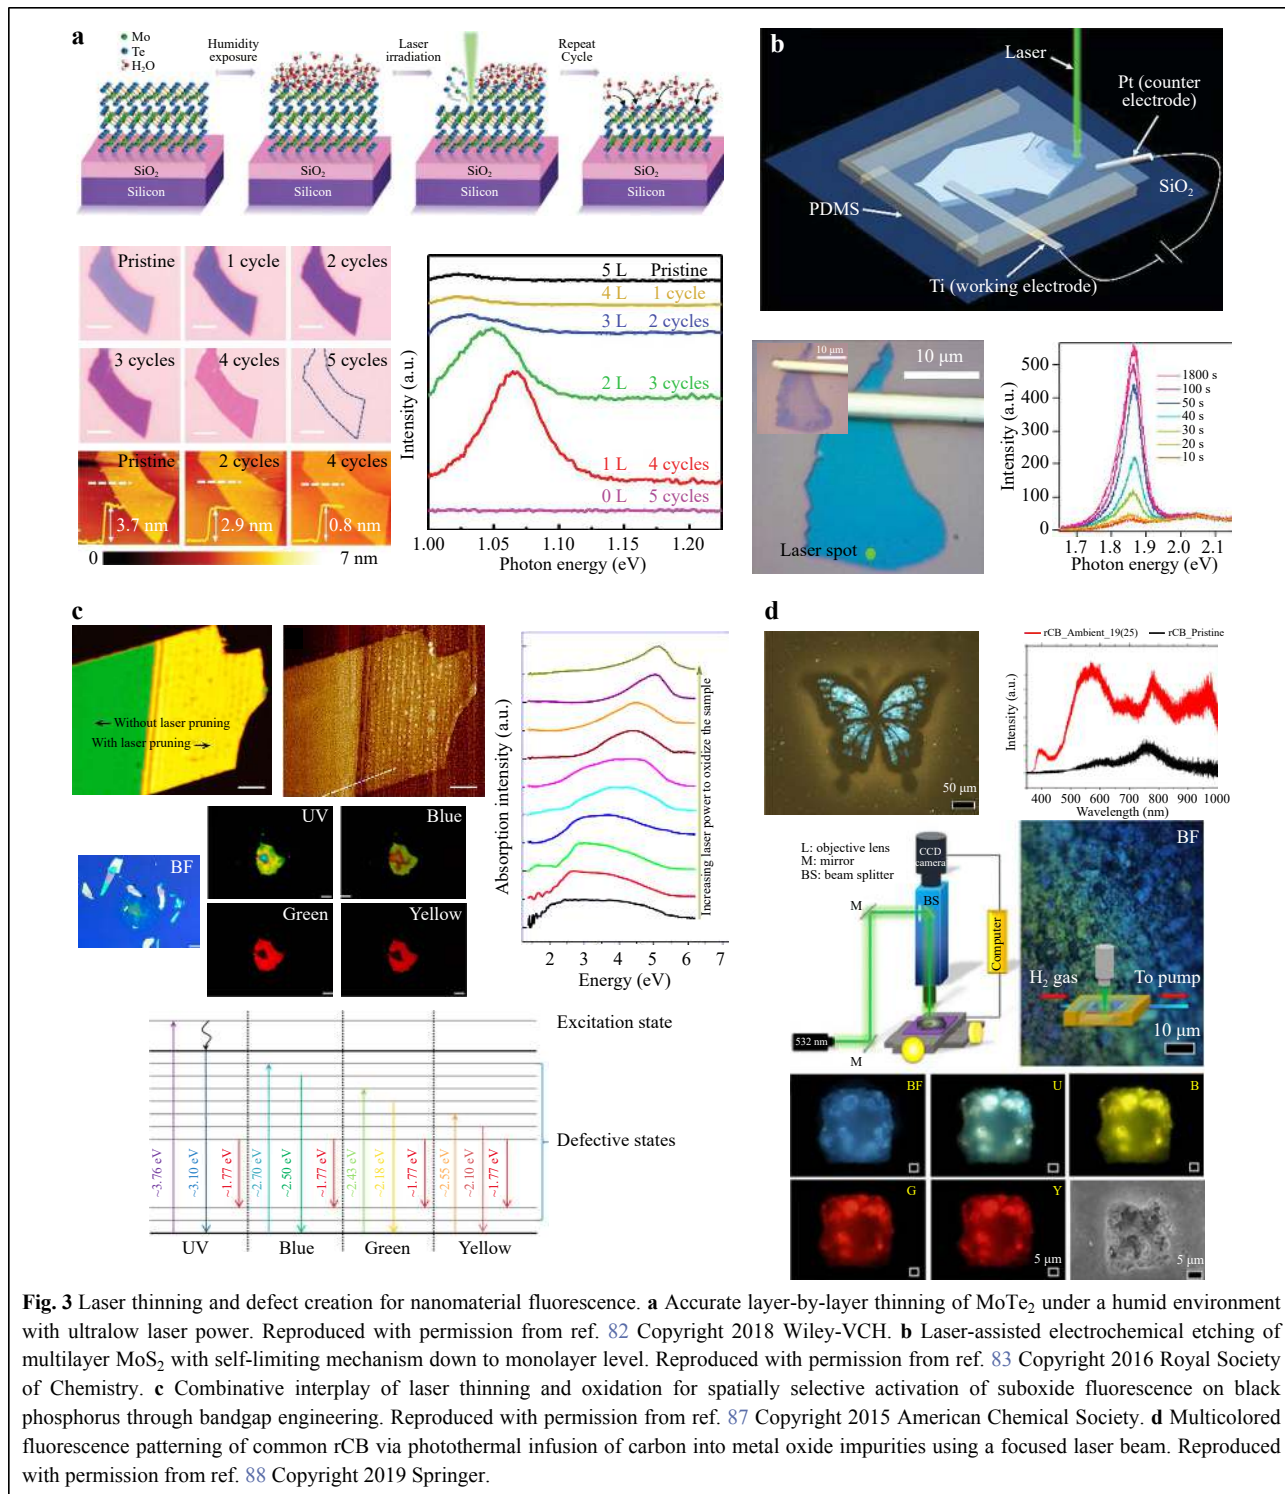 a
Mo
Te
H2O
Humidity
exposure
Laser
irradiation
Repeat
Cycle
SiO2
Silicon
SiO2
Silicon
SiO2
Silicon
SiO2
Silicon
Pristine
1 cycle
2 cycles
3 cycles
4 cycles
5 cycles
Pristine
2 cycles
4 cycles
3.7 nm
2.9 nm
0.8 nm
0
7 nm
Intensity (a.u.)
5 L Pristine
4 L 1 cycle
3 L 2 cycles
2 L 3 cycles
1 L 4 cycles
0 L 5 cycles
1.00 1.05 1.10 1.15 1.20
Photon energy (eV)
b
Laser
Pt (counter
electrode)
SiO2
PDMS
Ti (working electrode)
10 μm
10 μm
Laser spot
Intensity (a.u.)
500
400
300
200
100
0
1800 s
100 s
50 s
40 s
30 s
20 s
10 s
1.7 1.8 1.9 2.0 2.1
Photon energy (eV)
c
Without laser pruning
With laser pruning
BF
UV
Blue
Green
Yellow
Absorption intensity (a.u.)
Increasing laser power to oxidize the sample
2 3 4 5 6 7
Energy (eV)
Excitation state
Defective states
~3.76 eV
~3.10 eV
~1.77 eV
~2.70 eV
~2.50 eV
~1.77 eV
~2.43 eV
~2.18 eV
~1.77 eV
~2.55 eV
~2.10 eV
~1.77 eV
UV
Blue
Green
Yellow
d
50 μm
rCB_Ambient_19(25)
rCB_Pristine
Intensity (a.u.)
400 500 600 700 800 900 1000
Wavelength (nm)
L: objective lens
M: mirror
BS: beam splitter
CCD
camera
BS
M
Computer
532 nm
M
BF
H2 gas
To pump
10 μm
BF
U
B
G
Y
5 μm
5 μm
Fig. 3 Laser thinning and defect creation for nanomaterial fluorescence. a Accurate layer-by-layer thinning of MoTe2 under a humid environment
with ultralow laser power. Reproduced with permission from ref. 82 Copyright 2018 Wiley-VCH. b Laser-assisted electrochemical etching of
multilayer MoS2 with self-limiting mechanism down to monolayer level. Reproduced with permission from ref. 83 Copyright 2016 Royal Society
of Chemistry. c Combinative interplay of laser thinning and oxidation for spatially selective activation of suboxide fluorescence on black
phosphorus through bandgap engineering. Reproduced with permission from ref. 87 Copyright 2015 American Chemical Society. d Multicolored
fluorescence patterning of common rCB via photothermal infusion of carbon into metal oxide impurities using a focused laser beam. Reproduced
with permission from ref. 88 Copyright 2019 Springer.